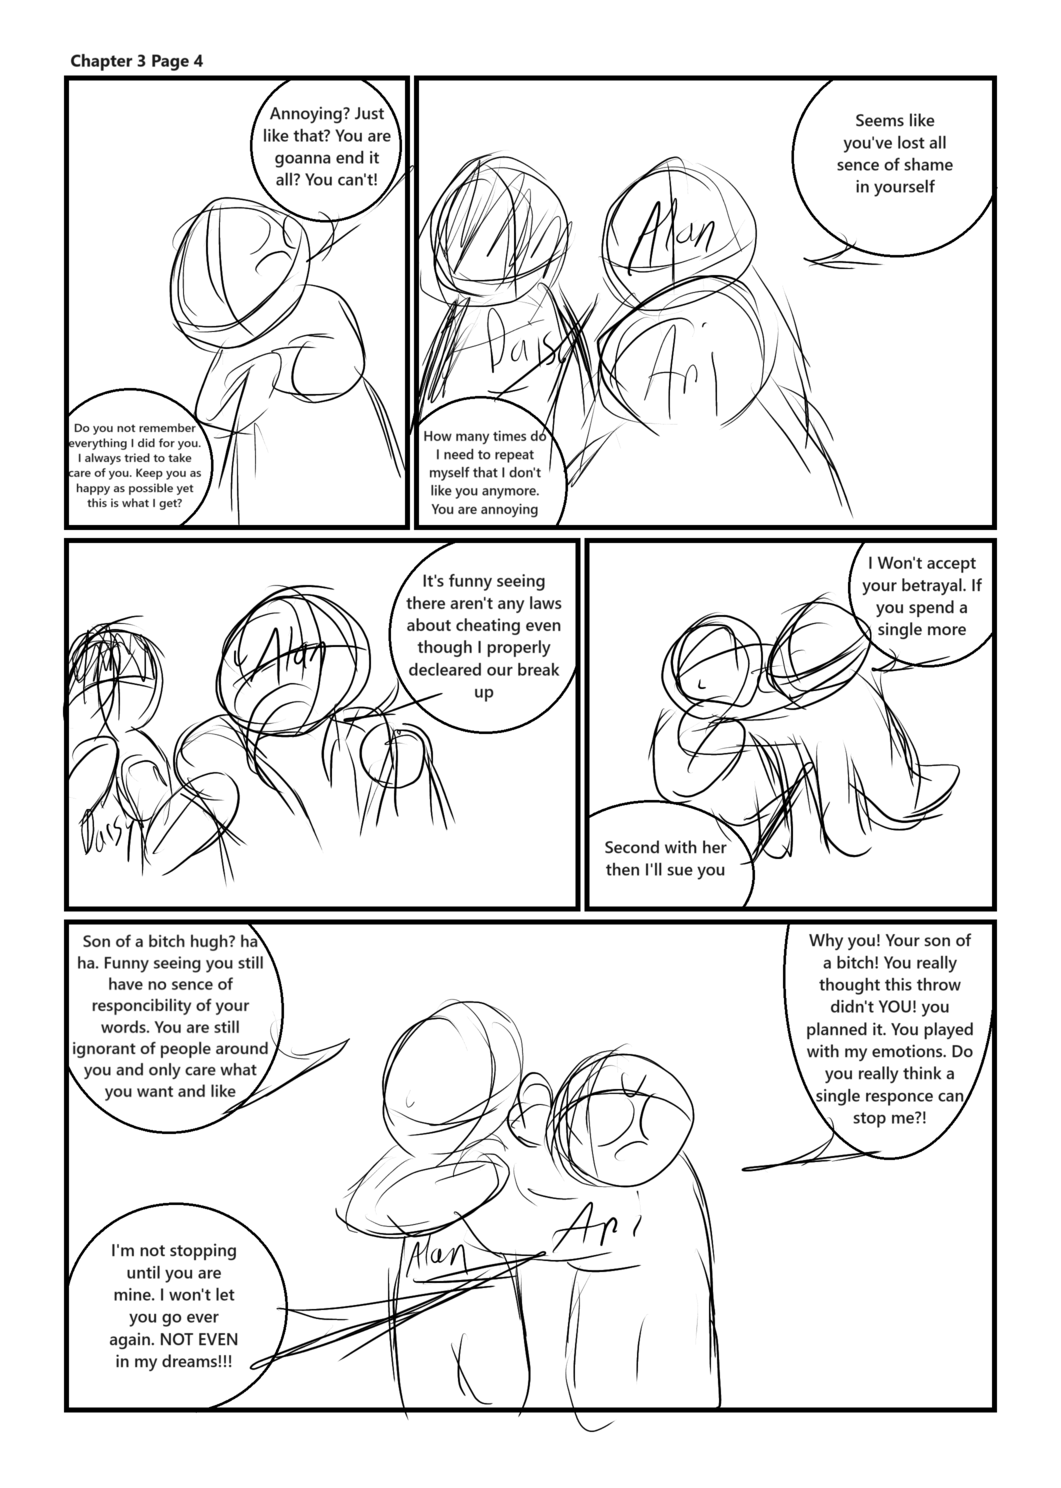 Chapter 3 Page 4
Annoying? Just
like that? You are
goanna end it
all? You can't!
Do you not remember
everything I did for you.
I always tried to take
care of you. Keep you as
happy as possible yet
this is what I get?
Seems like
you've lost all
sence of shame
in yourself
Alan
Daisy
Ari
How many times do
I need to repeat
myself that I don't
like you anymore.
You are annoying
It's funny seeing
there aren't any laws
about cheating even
though I properly
decleared our break
up
Alan
Daisy
I Won't accept
your betrayal. If
you spend a
single more
Second with her
then I'll sue you
Son of a bitch hugh? ha
ha. Funny seeing you still
have no sence of
responcibility of your
words. You are still
ignorant of people around
you and only care what
you want and like
Why you! Your son of
a bitch! You really
thought this throw
didn't YOU! you
planned it. You played
with my emotions. Do
you really think a
single responce can
stop me?!
Ari
Alan
I'm not stopping
until you are
mine. I won't let
you go ever
again. NOT EVEN
in my dreams!!!